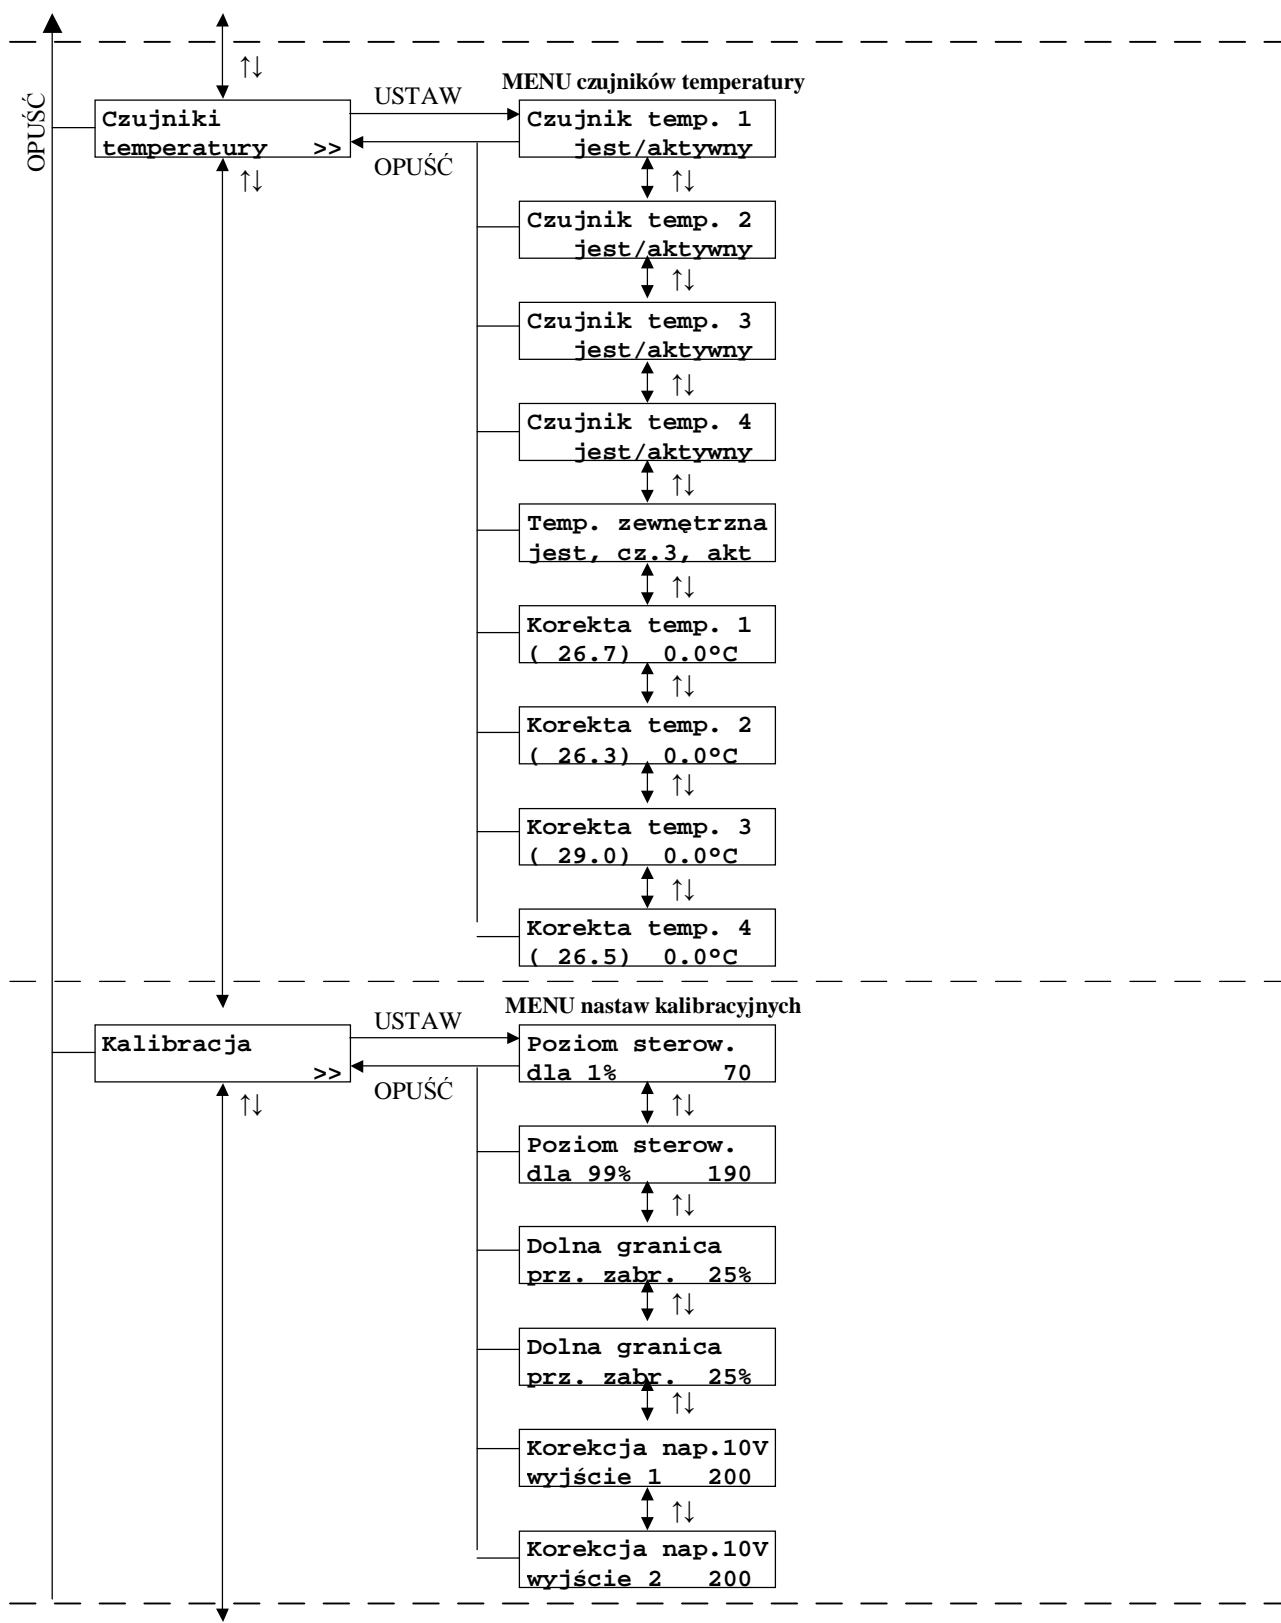 ↑↓
MENU czujników temperatury
OPUŚĆ
Czujniki
temperatury >>
USTAW
OPUŚĆ
↑↓
Czujnik temp. 1
jest/aktywny
↑↓
Czujnik temp. 2
jest/aktywny
↑↓
Czujnik temp. 3
jest/aktywny
↑↓
Czujnik temp. 4
jest/aktywny
↑↓
Temp. zewnętrzna
jest, cz.3, akt
↑↓
Korekta temp. 1
( 26.7) 0.0°C
↑↓
Korekta temp. 2
( 26.3) 0.0°C
↑↓
Korekta temp. 3
( 29.0) 0.0°C
↑↓
Korekta temp. 4
( 26.5) 0.0°C
MENU nastaw kalibracyjnych
Kalibracja
>>
USTAW
OPUŚĆ
↑↓
Poziom sterow.
dla 1% 70
↑↓
Poziom sterow.
dla 99% 190
↑↓
Dolna granica
prz. zabr. 25%
↑↓
Dolna granica
prz. zabr. 25%
↑↓
Korekcja nap.10V
wyjście 1 200
↑↓
Korekcja nap.10V
wyjście 2 200